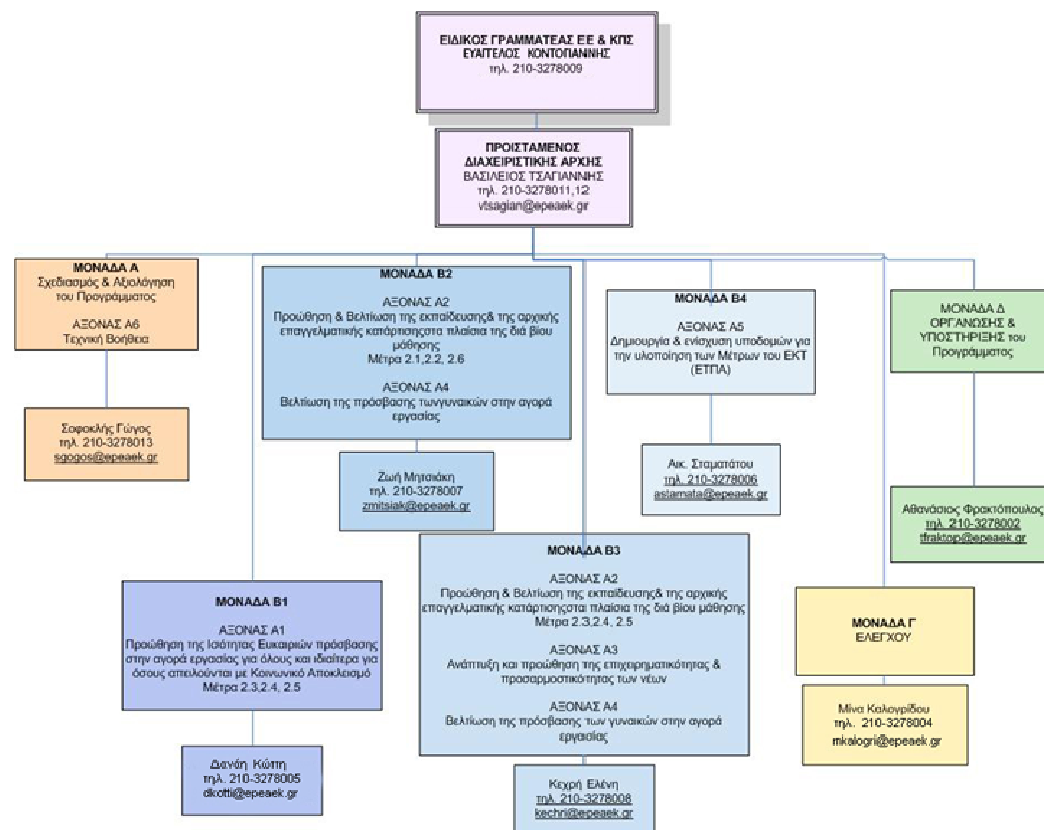 ΕΙΔΙΚΟΣ ΓΡΑΜΜΑΤΕΑΣ ΕΕ & ΚΠΣ
ΕΥΑΓΓΕΛΟΣ ΚΟΝΤΟΓΙΑΝΝΗΣ
τηλ. 210-3278009
ΠΡΟΙΣΤΑΜΕΝΟΣ
ΔΙΑΧΕΙΡΙΣΤΙΚΗΣ ΑΡΧΗΣ
ΒΑΣΙΛΕΙΟΣ ΤΣΑΓΙΑΝΝΗΣ
τηλ. 210-3278011,12
vtsagian@epeaek.gr
ΜΟΝΑΔΑ Α
Σχεδιασμός & Αξιολόγηση
του Προγράμματος
ΑΞΟΝΑΣ Α6
Τεχνική Βοήθεια
Σοφοκλής Γώγος
τηλ. 210-3278013
sgogos@epeaek.gr
ΜΟΝΑΔΑ Β2
ΑΞΟΝΑΣ Α2
Προώθηση & Βελτίωση της εκπαίδευσης& της αρχικής
επαγγελματικής κατάρτισηςστα πλαίσια της διά βίου
μάθησης
Μέτρα 2.1,2.2, 2.6
ΑΞΟΝΑΣ Α4
Βελτίωση της πρόσβασης τωνγυναικών στην αγορά
εργασίας
Ζωή Μητσιάκη
τηλ. 210-3278007
zmitsiak@epeaek.gr
ΜΟΝΑΔΑ Β4
ΑΞΟΝΑΣ Α5
Δημιουργία & ενίσχυση υποδομών για
την υλοποίηση των Μέτρων του ΕΚΤ
(ΕΤΠΑ)
Αικ. Σταματάτου
τηλ. 210-3278006
astamata@epeaek.gr
ΜΟΝΑΔΑ Δ
ΟΡΓΑΝΩΣΗΣ &
ΥΠΟΣΤΗΡΙΞΗΣ του
Προγράμματος
Αθανάσιος Φρακτόπουλος
τηλ. 210-3278002
tfraktop@epeaek.gr
ΜΟΝΑΔΑ Β1
ΑΞΟΝΑΣ Α1
Προώθηση της Ισότητας Ευκαιριών πρόσβασης
στην αγορά εργασίας για όλους και ιδιαίτερα για
όσους απειλούνται με Κοινωνικό Αποκλεισμό
Μέτρα 2.3,2.4, 2.5
Δανάη Κώττη
τηλ. 210-3278005
dkotti@epeaek.gr
ΜΟΝΑΔΑ Β3
ΑΞΟΝΑΣ Α2
Προώθηση & Βελτίωση της εκπαίδευσης& της αρχικής
επαγγελματικής κατάρτισηςσται πλαίσια της διά βίου μάθησης
Μέτρα 2.3,2.4, 2.5
ΑΞΟΝΑΣ Α3
Ανάπτυξη και προώθηση της επιχειρηματικότητας &
προσαρμοστικότητας των νέων
ΑΞΟΝΑΣ Α4
Βελτίωση της πρόσβασης των γυναικών στην αγορά
εργασίας
Κεχρή Ελένη
τηλ. 210-3278008
kechri@epeaek.gr
ΜΟΝΑΔΑ Γ
ΕΛΕΓΧΟΥ
Μίνα Καλογρίδου
τηλ. 210-3278004
mkalogri@epeaek.gr